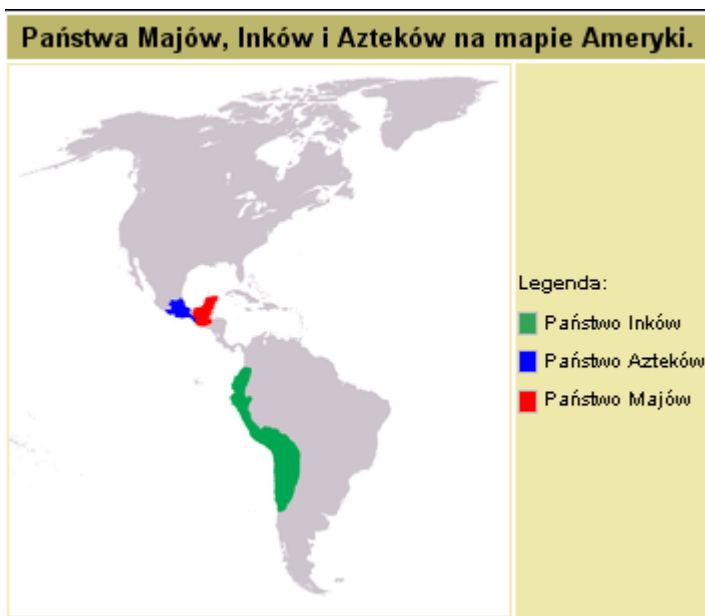 Państwa Majów, Inków i Azteków na mapie Ameryki.
Legenda:
Państwo Inków
Państwo Azteków
Państwo Majów